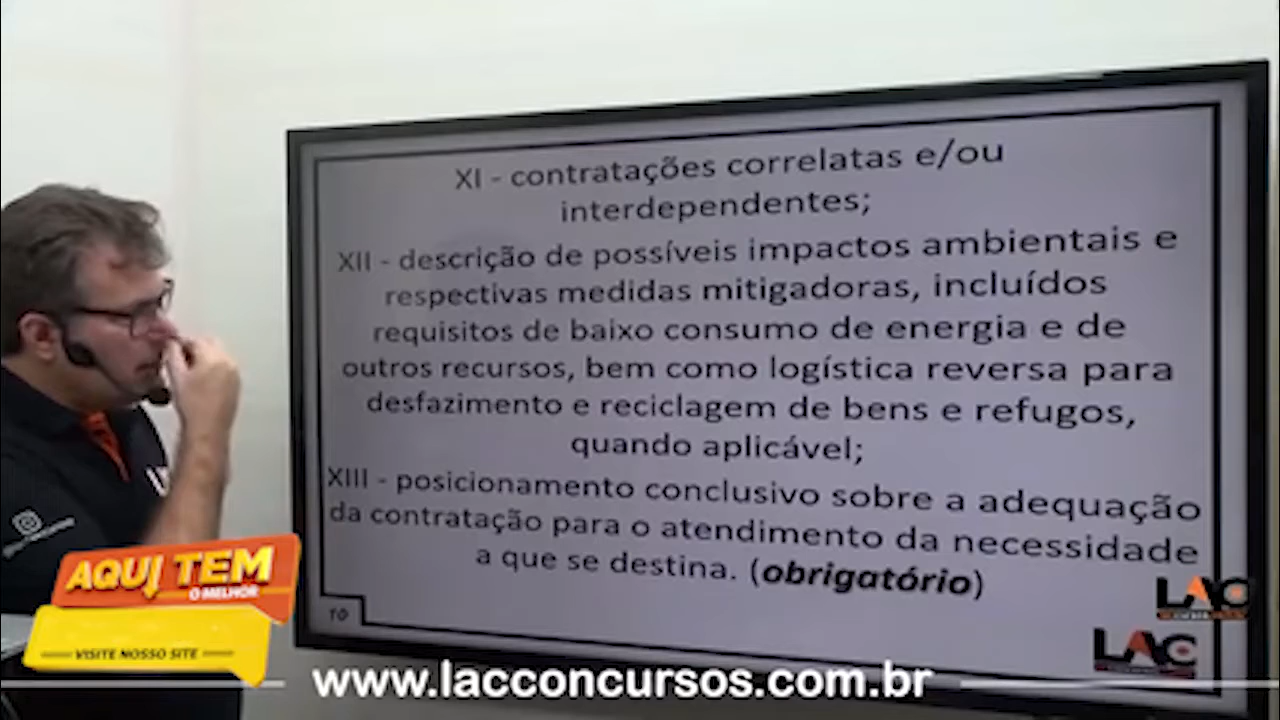 XI - contratações correlatas e/ou
interdependentes;
XII - descrição de possíveis impactos ambientais e
respectivas medidas mitigadoras, incluídos
requisitos de baixo consumo de energia e de
outros recursos, bem como logística reversa para
desfazimento e reciclagem de bens e refugos,
quando aplicável;
XIII - posicionamento conclusivo sobre a adequação
da contratação para o atendimento da necessidade
a que se destina. (obrigatório)
10
LAC
LAC
AQUI TEM
O MELHOR
VISITE NOSSO SITE
www.lacconcursos.com.br